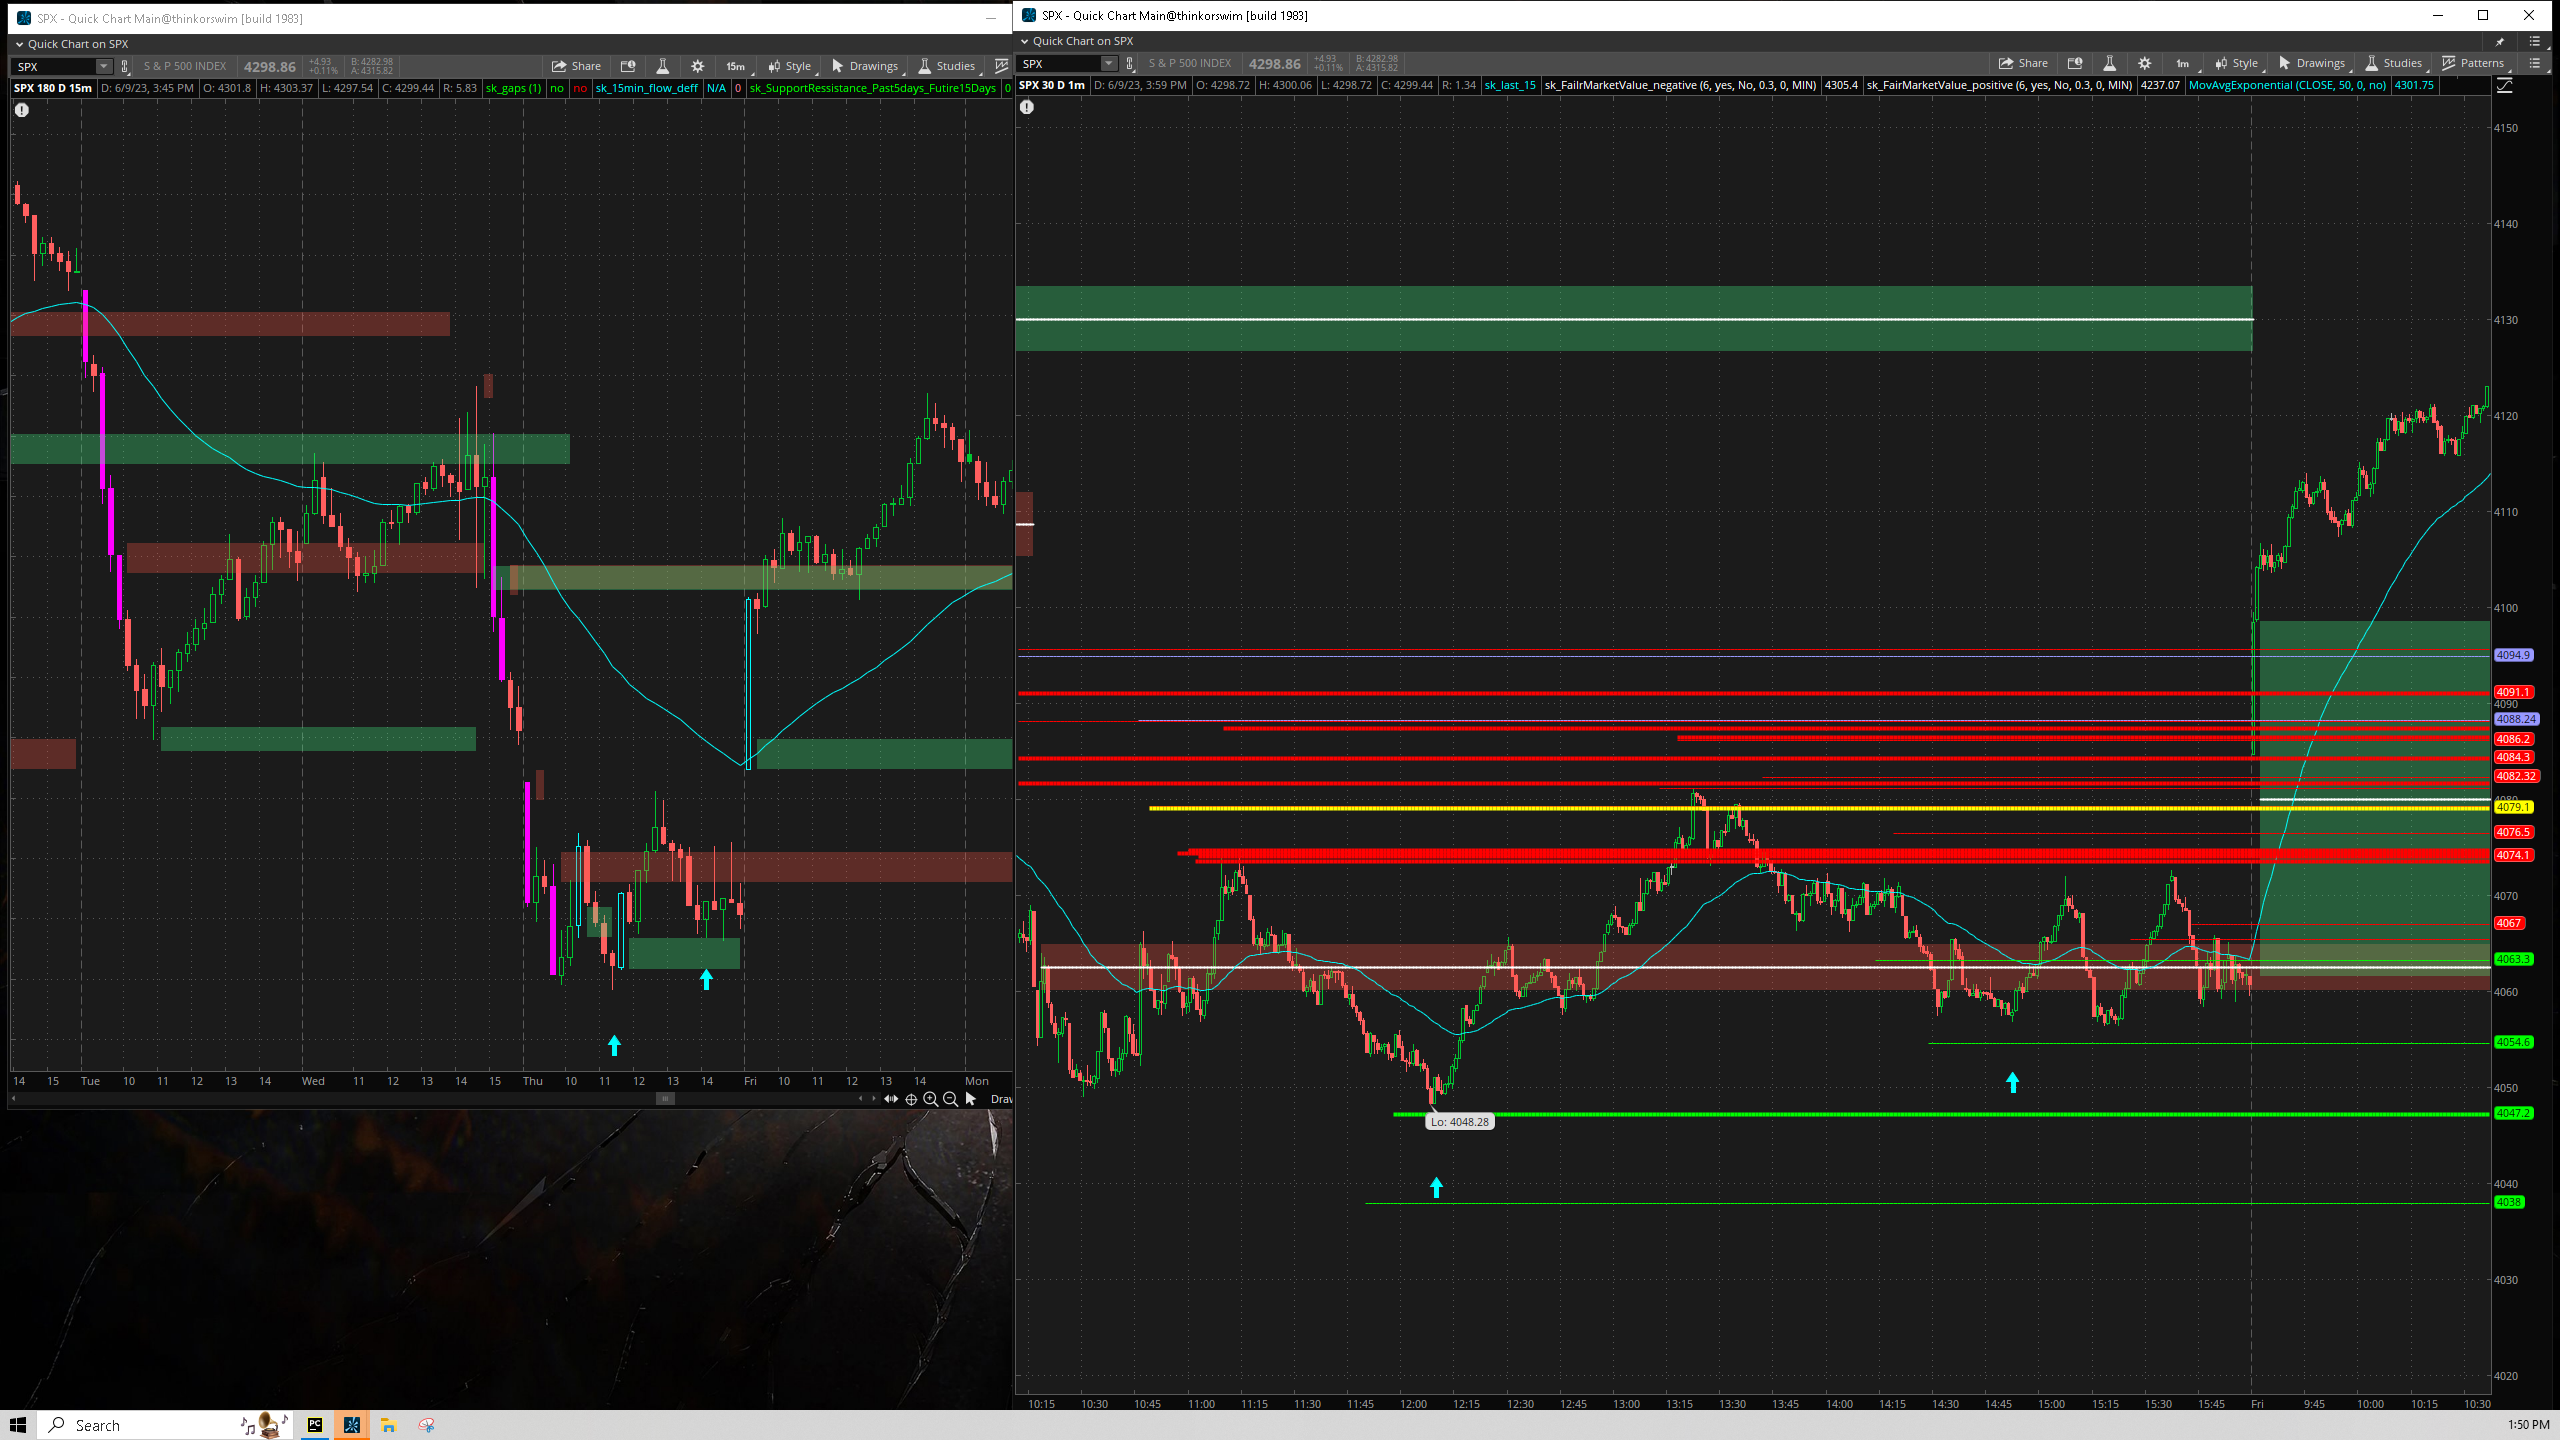 SPX - Quick Chart Main@thinkorswim [build 1983]
Quick Chart on SPX
SPX S & P 500 INDEX 4298.86 +4.93 +0.11% B: 4282.98 A: 4315.82 Share 15m Style Drawings Studies
SPX 180 D 15m D: 6/9/23, 3:45 PM O: 4301.8 H: 4303.37 L: 4297.54 C: 4299.44 R: 5.83 sk_gaps (1) no no sk_15min_flow_deff N/A 0 sk_SupportRessistance_Past5days_Futire15Days 0
14 15 Tue 10 11 12 13 14 Wed 11 12 13 14 15 Thu 10 11 12 13 14 Fri 10 11 12 13 14 Mon
Draw
SPX - Quick Chart Main@thinkorswim [build 1983]
Quick Chart on SPX
SPX S & P 500 INDEX 4298.86 +4.93 +0.11% B: 4282.98 A: 4315.82 Share 1m Style Drawings Studies Patterns
SPX 30 D 1m D: 6/9/23, 3:59 PM O: 4298.72 H: 4300.06 L: 4298.72 C: 4299.44 R: 1.34 sk_last_15 sk_FailrMarketValue_negative (6, yes, No, 0.3, 0, MIN) 4305.4 sk_FairMarketValue_positive (6, yes, No, 0.3, 0, MIN) 4237.07 MovAvgExponential (CLOSE, 50, 0, no) 4301.75
4150
4140
4130
4120
4110
4100
4094.9
4091.1
4090
4088.24
4086.2
4084.3
4082.32
4080
4079.1
4076.5
4074.1
4070
4067
4063.3
4060
4054.6
4050
4047.2
Lo: 4048.28
4040
4038
4030
4020
10:15 10:30 10:45 11:00 11:15 11:30 11:45 12:00 12:15 12:30 12:45 13:00 13:15 13:30 13:45 14:00 14:15 14:30 14:45 15:00 15:15 15:30 15:45 Fri 9:45 10:00 10:15 10:30
Search
PC
1:50 PM